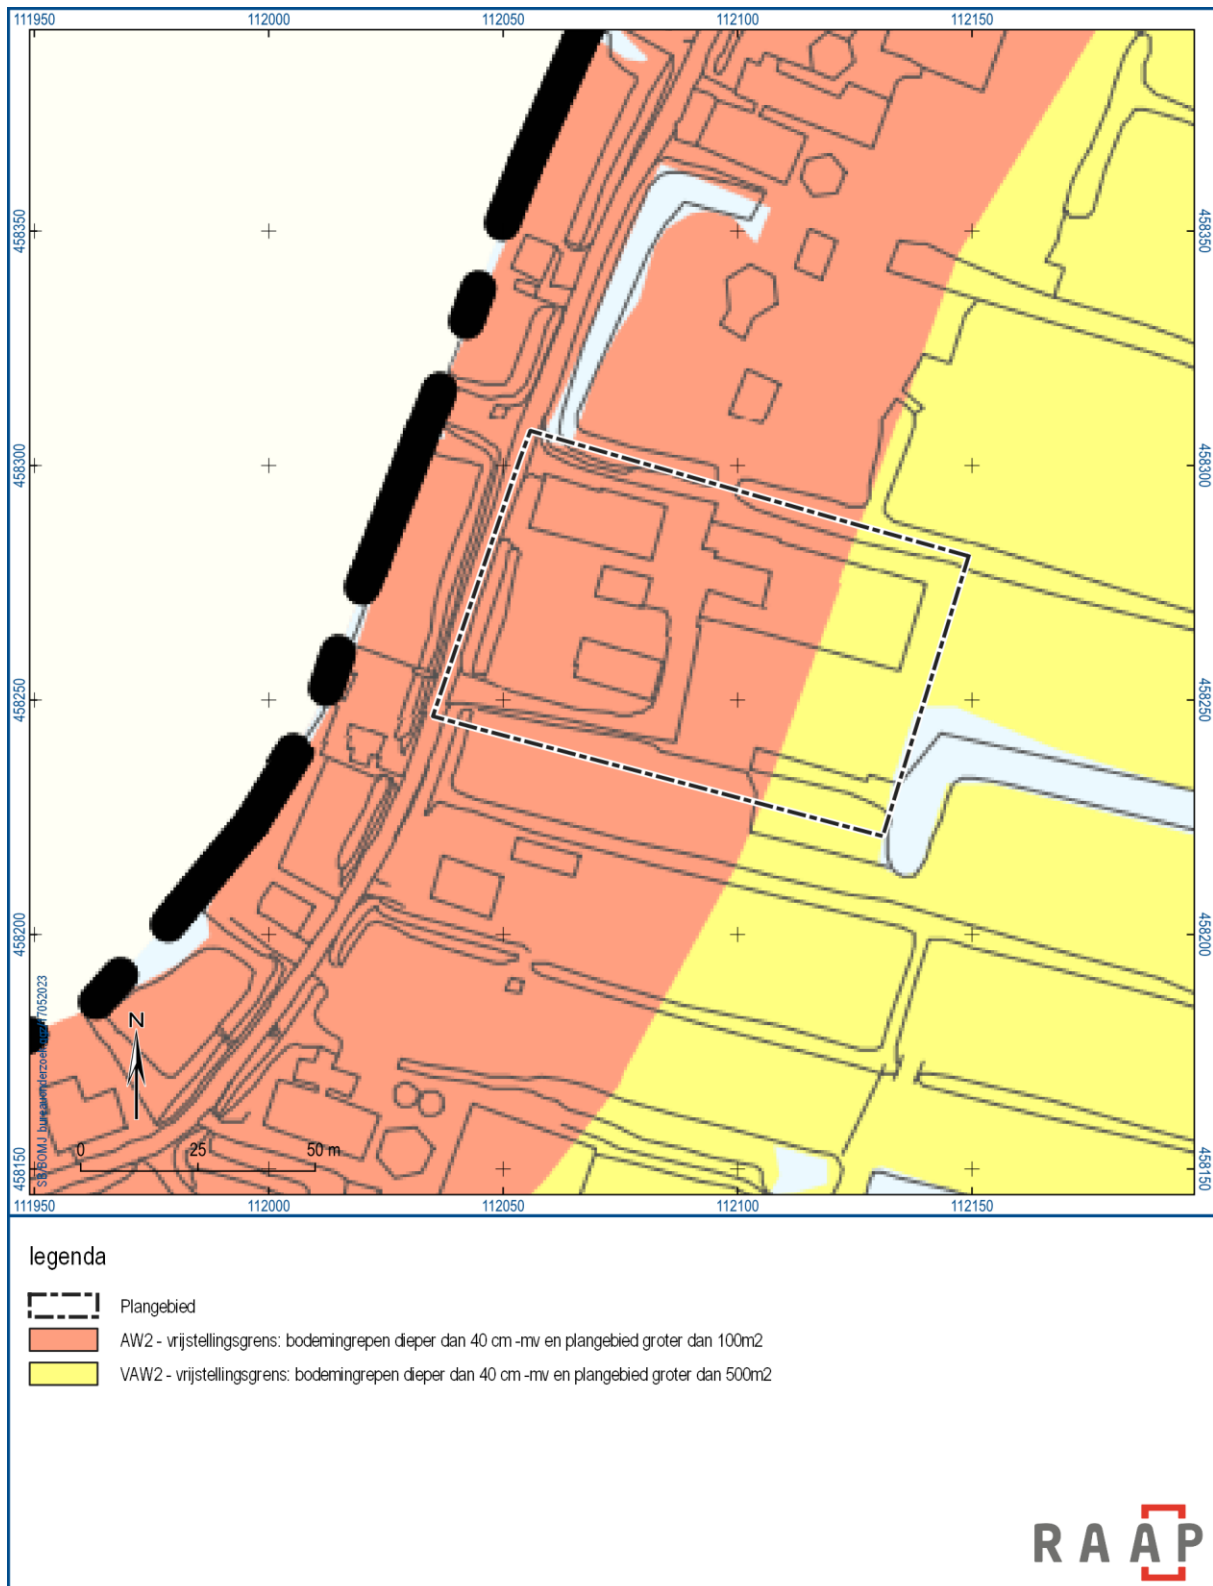 111950 112000 112050 112100 112150
458350 458350
458300 458300
458250 458250
458200 458200
458150 458150
N
0 25 50 m
111950 112000 112050 112100 112150
legenda
Plangebied
AW2 - vrijstellingsgrens: bodemingrepen dieper dan 40 cm -mv en plangebied groter dan 100m2
VAW2 - vrijstellingsgrens: bodemingrepen dieper dan 40 cm -mv en plangebied groter dan 500m2
RAAP